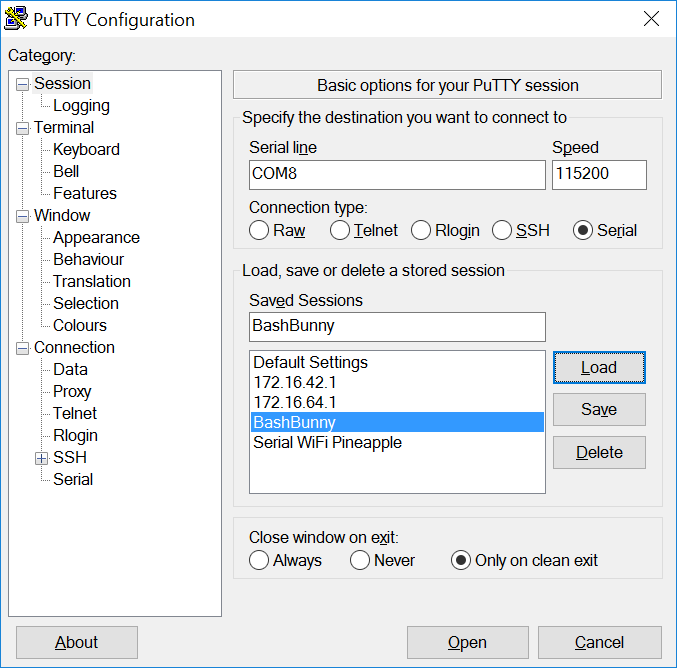 PuTTY Configuration
Category:
Session
Logging
Terminal
Keyboard
Bell
Features
Window
Appearance
Behaviour
Translation
Selection
Colours
Connection
Data
Proxy
Telnet
Rlogin
SSH
Serial
Basic options for your PuTTY session
Specify the destination you want to connect to
Serial line Speed
COM8 115200
Connection type:
Raw Telnet Rlogin SSH Serial
Load, save or delete a stored session
Saved Sessions
BashBunny
Default Settings
172.16.42.1
172.16.64.1
BashBunny
Serial WiFi Pineapple
Load
Save
Delete
Close window on exit:
Always Never Only on clean exit
About Open Cancel